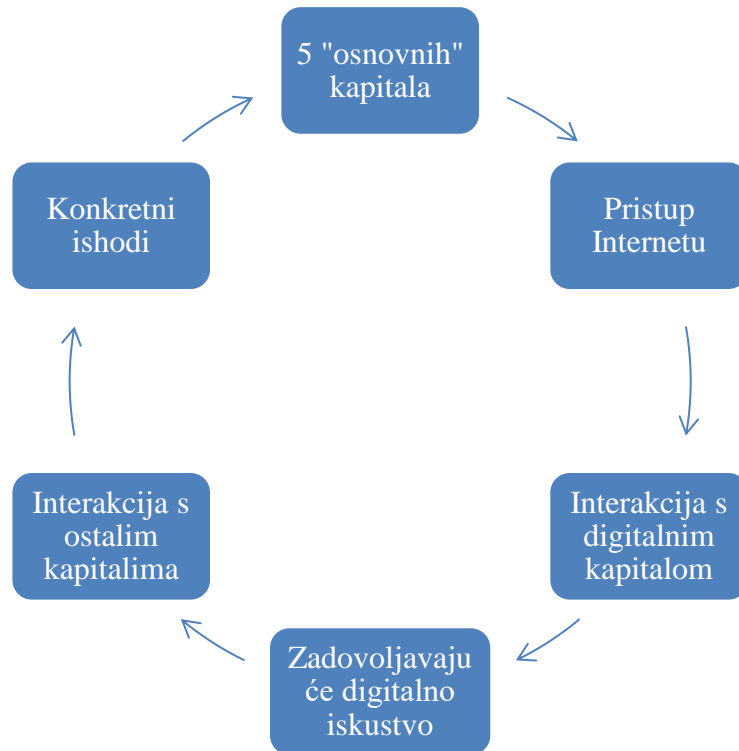 5 "osnovnih"
kapitala
Pristup
Internetu
Interakcija s
digitalnim
kapitalom
Zadovoljavaju
će digitalno
iskustvo
Interakcija s
ostalim
kapitalima
Konkretni
ishodi